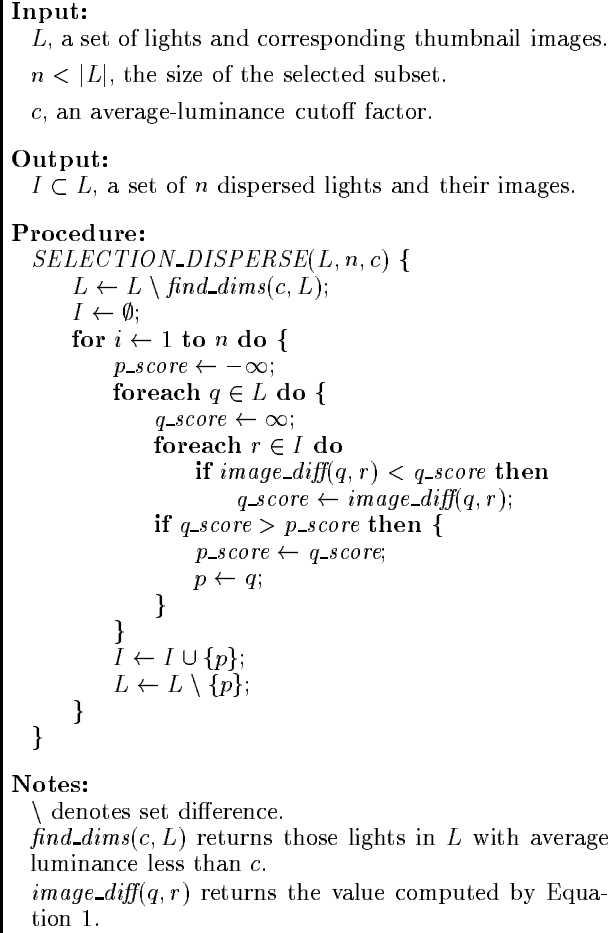 Input:
L, a set of lights and corresponding thumbnail images.
n < |L|, the size of the selected subset.
c, an average-luminance cutoff factor.
Output:
I ⊂ L, a set of n dispersed lights and their images.
Procedure:
SELECTION_DISPERSE(L, n, c) {
L ← L \ find_dims(c, L);
I ← ∅;
for i ← 1 to n do {
p_score ← −∞;
foreach q ∈ L do {
q_score ← ∞;
foreach r ∈ I do
if image_diff(q, r) < q_score then
q_score ← image_diff(q, r);
if q_score > p_score then {
p_score ← q_score;
p ← q;
}
}
I ← I ∪ {p};
L ← L \ {p};
}
}
Notes:
\ denotes set difference.
find_dims(c, L) returns those lights in L with average
luminance less than c.
image_diff(q, r) returns the value computed by Equa-
tion 1.